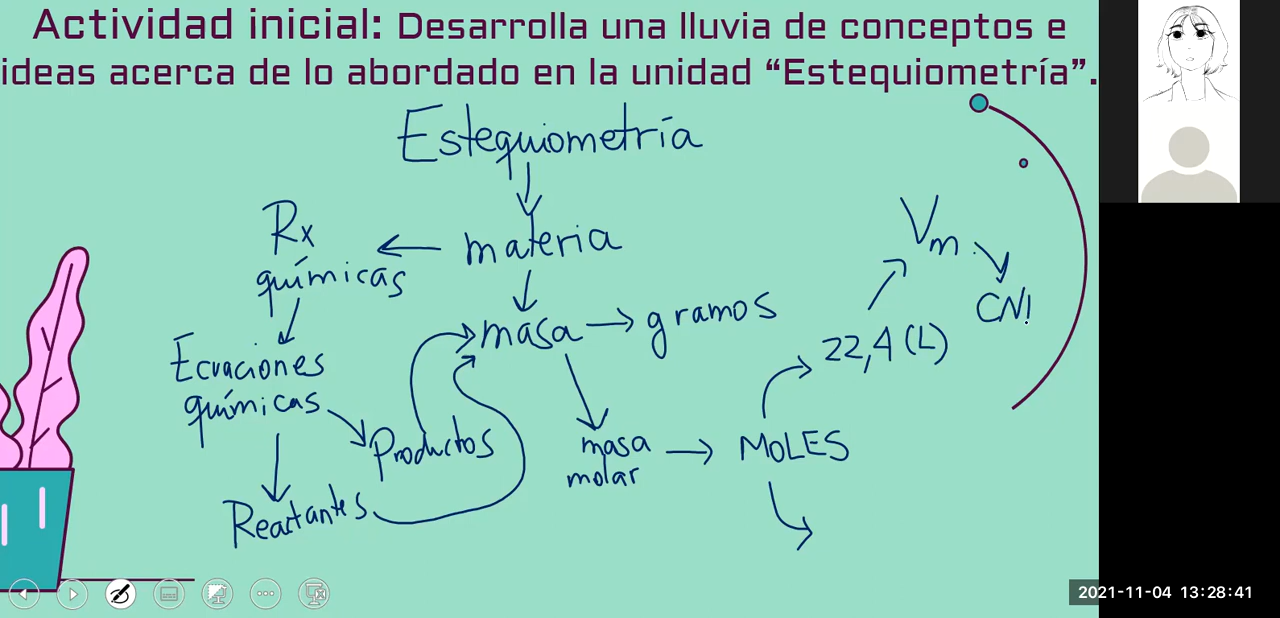 Actividad inicial: Desarrolla una lluvia de conceptos e
ideas acerca de lo abordado en la unidad “Estequiometría”.
Estequiometría
materia
Rx
químicas
Ecuaciones
químicas
Productos
Reactantes
masa
gramos
masa
molar
MOLES
22,4 (L)
Vm
CN
2021-11-04 13:28:41